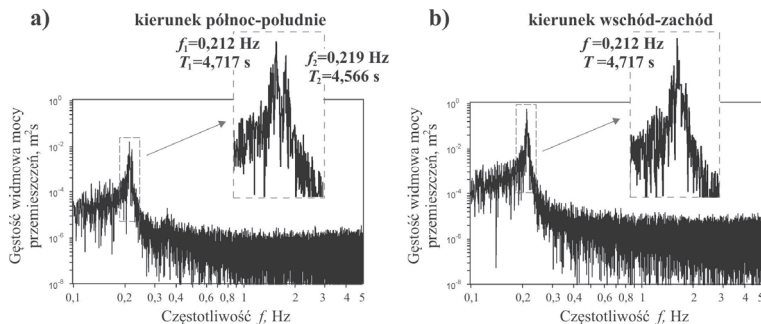 a)
kierunek północ-południe
f₁=0,212 Hz
T₁=4,717 s
f₂=0,219 Hz
T₂=4,566 s
Gęstość widmowa mocy
przemieszczeń, m²s
10⁰
10⁻²
10⁻⁴
10⁻⁶
10⁻⁸
0,1 0,2 0,3 0,4 0,6 0,8 1 2 3 4 5
Częstotliwość f, Hz
b)
kierunek wschód-zachód
f=0,212 Hz
T=4,717 s
Gęstość widmowa mocy
przemieszczeń, m²s
10⁰
10⁻²
10⁻⁴
10⁻⁶
10⁻⁸
0,1 0,2 0,3 0,4 0,6 0,8 1 2 3 4 5
Częstotliwość f, Hz